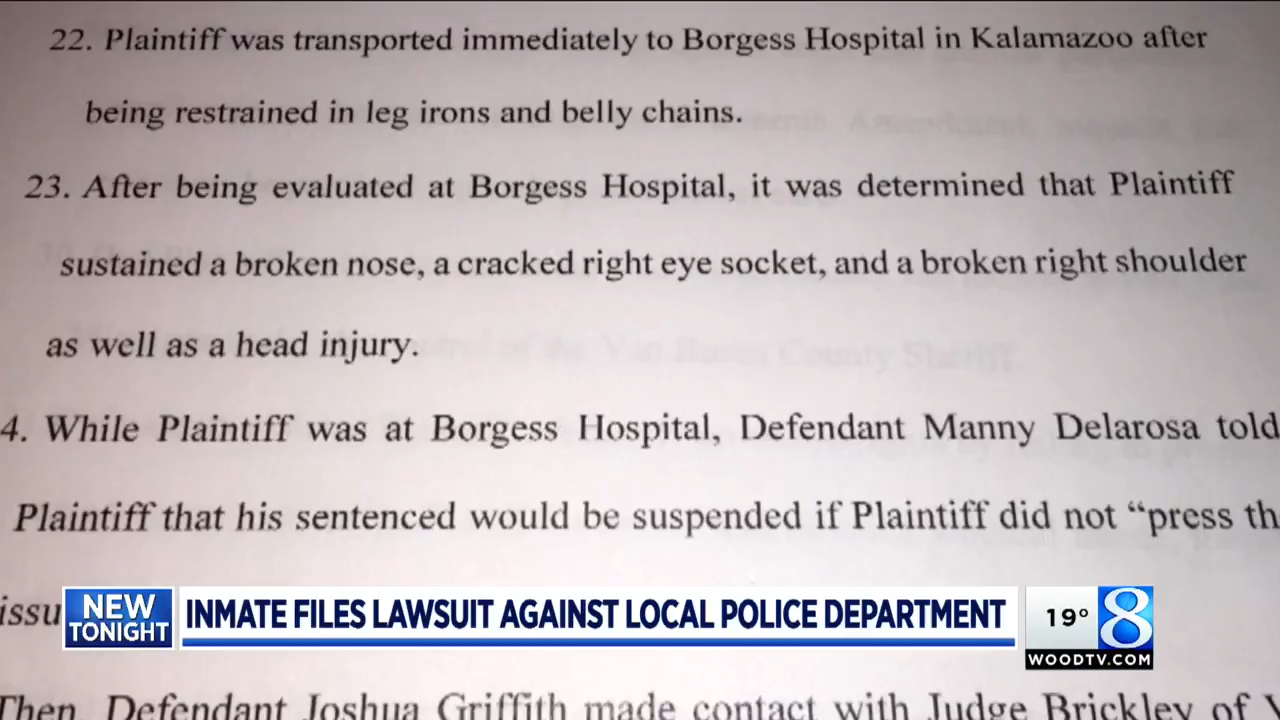 22. Plaintiff was transported immediately to Borgess Hospital in Kalamazoo after
being restrained in leg irons and belly chains.
23. After being evaluated at Borgess Hospital, it was determined that Plaintiff
sustained a broken nose, a cracked right eye socket, and a broken right shoulder
as well as a head injury.
4. While Plaintiff was at Borgess Hospital, Defendant Manny Delarosa told
Plaintiff that his sentenced would be suspended if Plaintiff did not “press th
issu
NEW TONIGHT
INMATE FILES LAWSUIT AGAINST LOCAL POLICE DEPARTMENT
19° 8
WOODTV.COM
Then, Defendant Joshua Griffith made contact with Judge Brickley of V